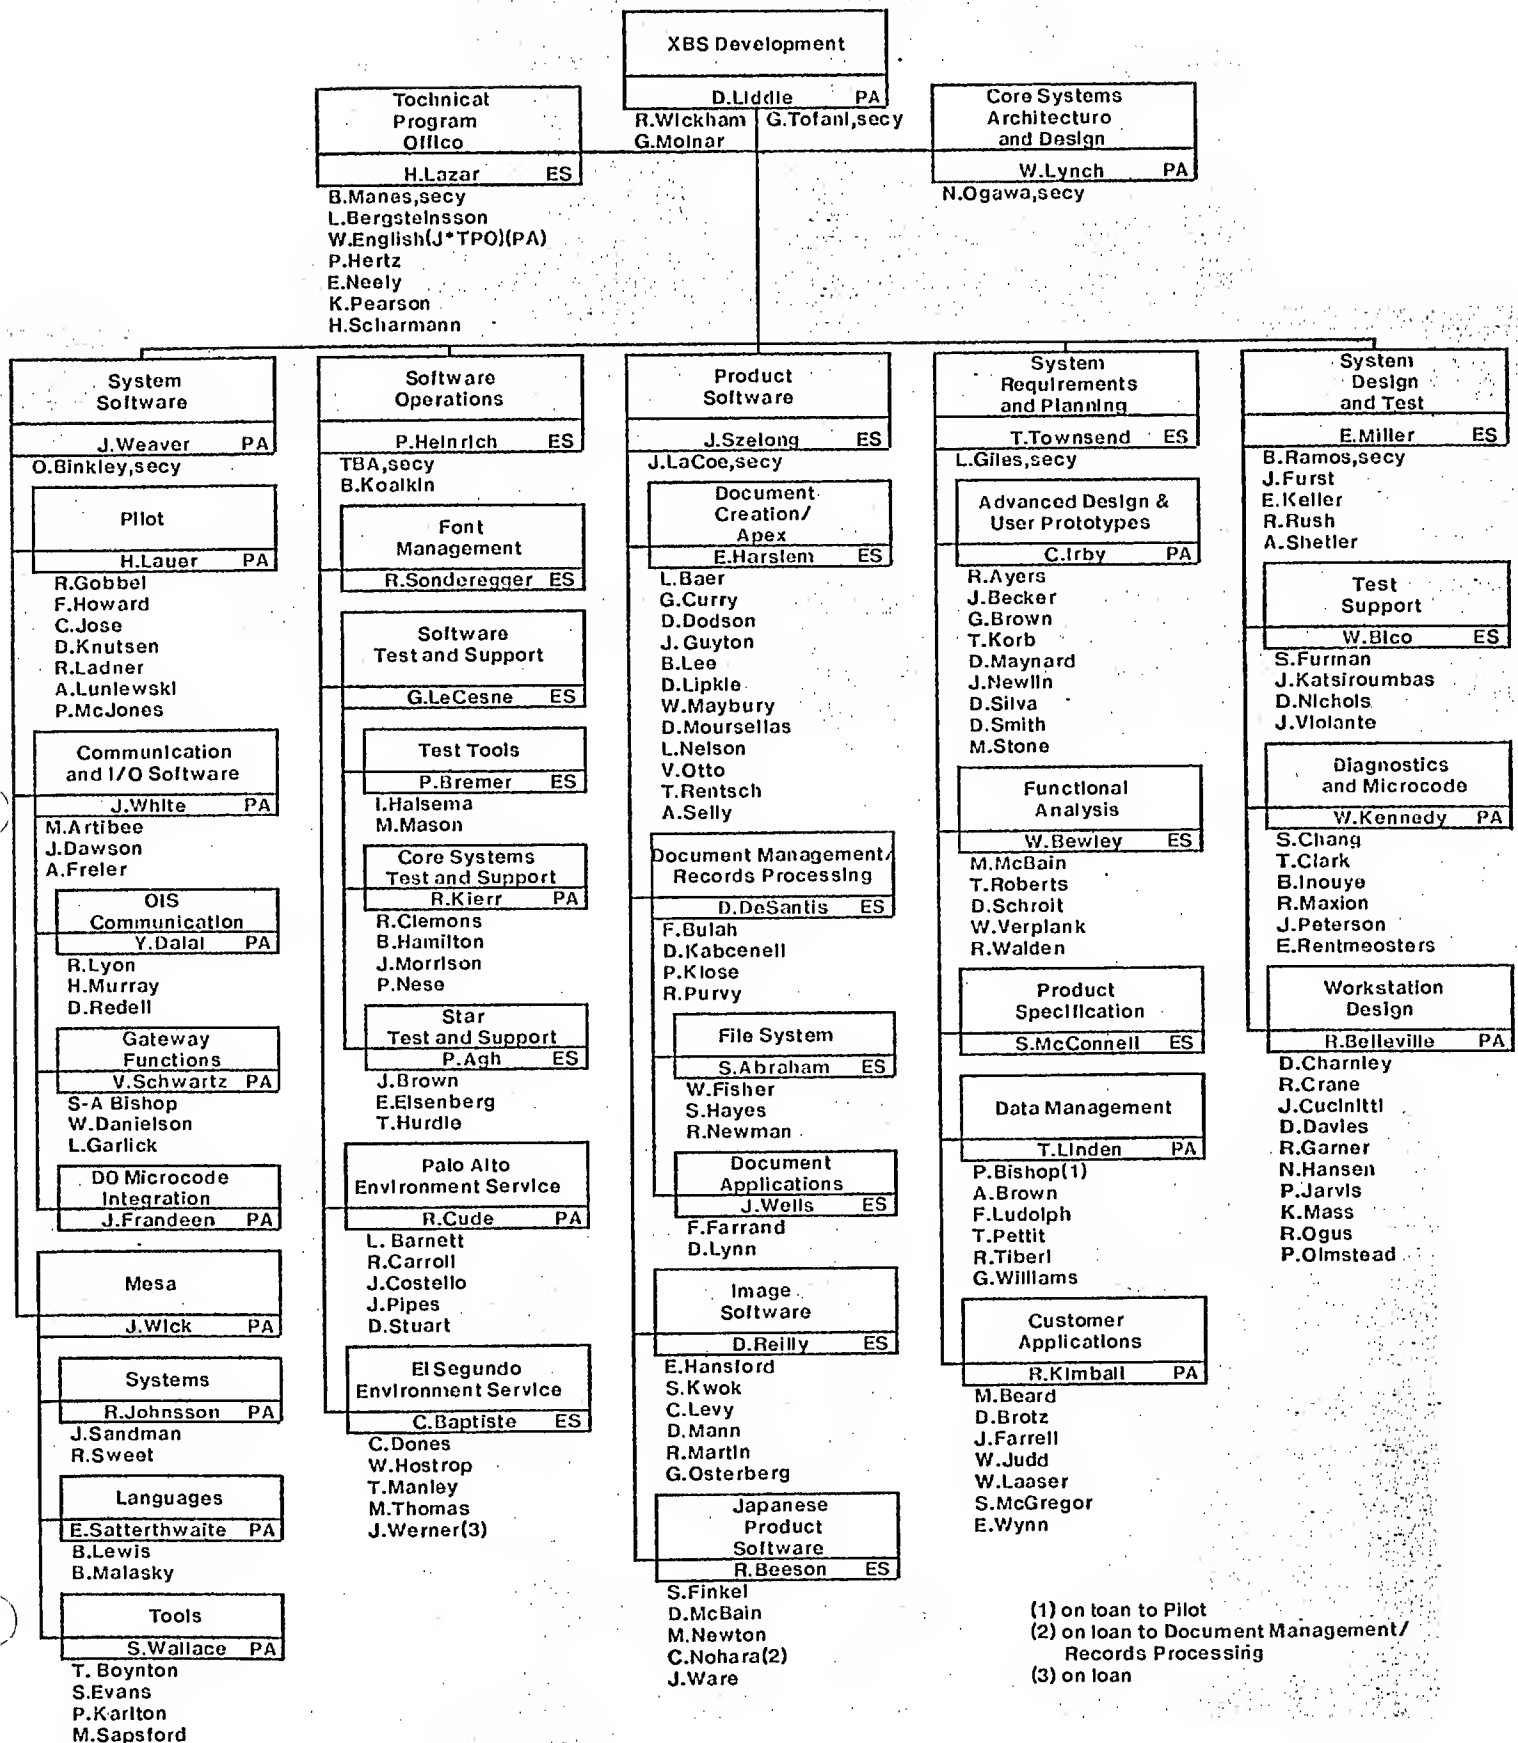 XBS Development
D.Liddle PA
R.Wickham G.Tofani,secy
G.Molnar
Technical
Program
Office
H.Lazar ES
B.Manes,secy
L.Bergsteinsson
W.English(J*TPO)(PA)
P.Hertz
E.Neely
K.Pearson
H.Scharmann
Core Systems
Architecture
and Design
W.Lynch PA
N.Ogawa,secy
System
Software
J.Weaver PA
O.Binkley,secy
Pilot
H.Lauer PA
R.Gobbel
F.Howard
C.Jose
D.Knutsen
R.Ladner
A.Luniewski
P.McJones
Communication
and I/O Software
J.White PA
M.Artibee
J.Dawson
A.Freier
OIS
Communication
Y.Dalal PA
R.Lyon
H.Murray
D.Redell
Gateway
Functions
V.Schwartz PA
S-A Bishop
W.Danielson
L.Garlick
D0 Microcode
Integration
J.Frandeen PA
Mesa
J.Wick PA
Systems
R.Johnsson PA
J.Sandman
R.Sweet
Languages
E.Satterthwaite PA
B.Lewis
B.Malasky
Tools
S.Wallace PA
T. Boynton
S.Evans
P.Karlton
M.Sapsford
Software
Operations
P.Heinrich ES
TBA,secy
B.Koalkin
Font
Management
R.Sonderegger ES
Software
Test and Support
G.LeCesne ES
Test Tools
P.Bremer ES
I.Halsema
M.Mason
Core Systems
Test and Support
R.Kierr PA
R.Clemons
B.Hamilton
J.Morrison
P.Nese
Star
Test and Support
P.Agh ES
J.Brown
E.Eisenberg
T.Hurdle
Palo Alto
Environment Service
R.Cude PA
L. Barnett
R.Carroll
J.Costello
J.Pipes
D.Stuart
El Segundo
Environment Service
C.Baptiste ES
C.Dones
W.Hostrop
T.Manley
M.Thomas
J.Werner(3)
Product
Software
J.Szelong ES
J.LaCoe,secy
Document
Creation/
Apex
E.Harslem ES
L.Baer
G.Curry
D.Dodson
J. Guyton
B.Lee
D.Lipkie
W.Maybury
D.Moursellas
L.Nelson
V.Otto
T.Rentsch
A.Selly
Document Management/
Records Processing
D.DeSantis ES
F.Bulah
D.Kabcenell
P.Klose
R.Purvy
File System
S.Abraham ES
W.Fisher
S.Hayes
R.Newman
Document
Applications
J.Wells ES
F.Farrand
D.Lynn
Image
Software
D.Reilly ES
E.Hansford
S.Kwok
C.Levy
D.Mann
R.Martin
G.Osterberg
Japanese
Product
Software
R.Beeson ES
S.Finkel
D.McBain
M.Newton
C.Nohara(2)
J.Ware
System
Requirements
and Planning
T.Townsend ES
L.Giles,secy
Advanced Design &
User Prototypes
C.Irby PA
R.Ayers
J.Becker
G.Brown
T.Korb
D.Maynard
J.Newlin
D.Silva
D.Smith
M.Stone
Functional
Analysis
W.Bewley ES
M.McBain
T.Roberts
D.Schroit
W.Verplank
R.Walden
Product
Specification
S.McConnell ES
Data Management
T.Linden PA
P.Bishop(1)
A.Brown
F.Ludolph
T.Pettit
R.Tiberi
G.Williams
Customer
Applications
R.Kimball PA
M.Beard
D.Brotz
J.Farrell
W.Judd
W.Laaser
S.McGregor
E.Wynn
System
Design
and Test
E.Miller ES
B.Ramos,secy
J.Furst
E.Keller
R.Rush
A.Shetler
Test
Support
W.Bico ES
S.Furman
J.Katsiroumbas
D.Nichols
J.Violante
Diagnostics
and Microcode
W.Kennedy PA
S.Chang
T.Clark
B.Inouye
R.Maxion
J.Peterson
E.Rentmeesters
Workstation
Design
R.Belleville PA
D.Charnley
R.Crane
J.Cucinitti
D.Davies
R.Garner
N.Hansen
P.Jarvis
K.Mass
R.Ogus
P.Olmstead
(1) on loan to Pilot
(2) on loan to Document Management/
Records Processing
(3) on loan